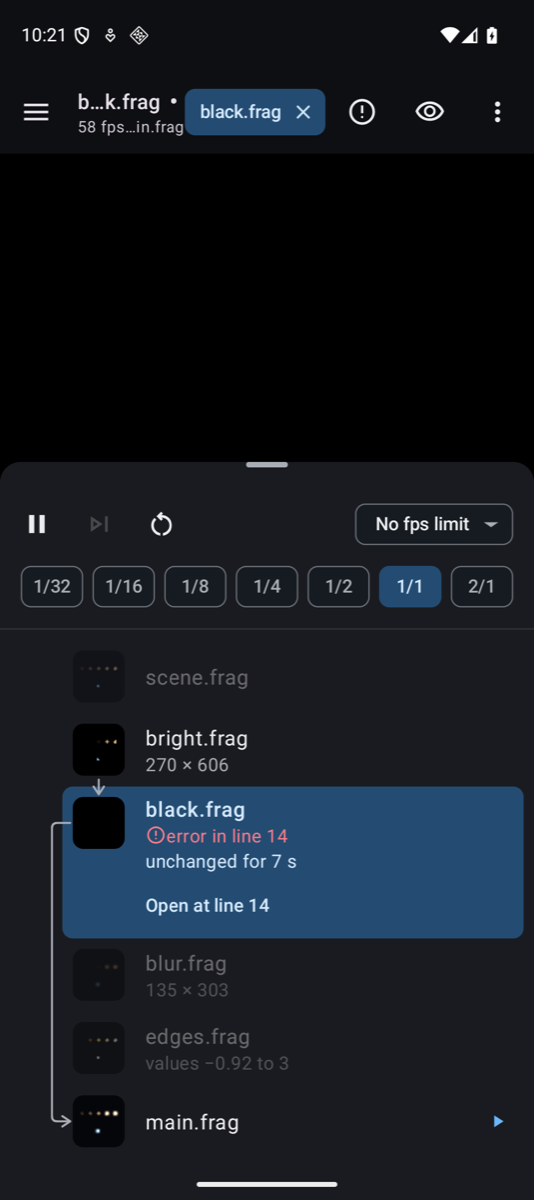 10:21
b…k.frag •
58 fps…in.frag
black.frag
No fps limit
1/32
1/16
1/8
1/4
1/2
1/1
2/1
scene.frag
bright.frag
270 × 606
black.frag
error in line 14
unchanged for 7 s
Open at line 14
blur.frag
135 × 303
edges.frag
values −0.92 to 3
main.frag